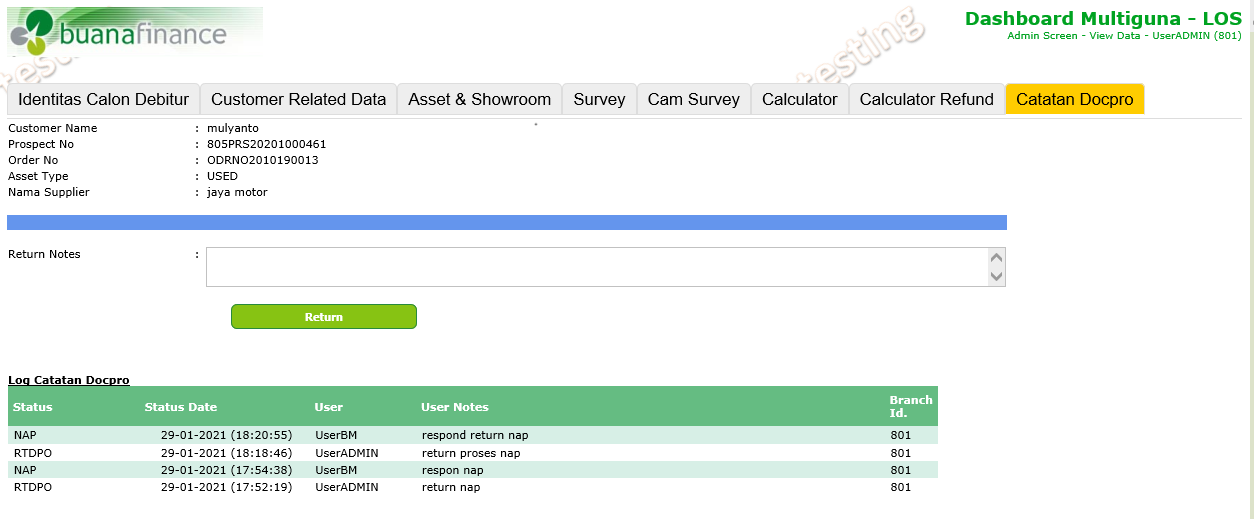 buanafinance
Dashboard Multiguna - LOS
Admin Screen - View Data - UserADMIN (801)
testing
testing
Identitas Calon Debitur Customer Related Data Asset & Showroom Survey Cam Survey Calculator Calculator Refund Catatan Docpro
Customer Name : mulyanto
Prospect No : 805PRS20201000461
Order No : ODRNO2010190013
Asset Type : USED
Nama Supplier : jaya motor
Return Notes :
Return
Log Catatan Docpro
Status Status Date User User Notes Branch Id.
NAP 29-01-2021 (18:20:55) UserBM respond return nap 801
RTDPO 29-01-2021 (18:18:46) UserADMIN return proses nap 801
NAP 29-01-2021 (17:54:38) UserBM respon nap 801
RTDPO 29-01-2021 (17:52:19) UserADMIN return nap 801